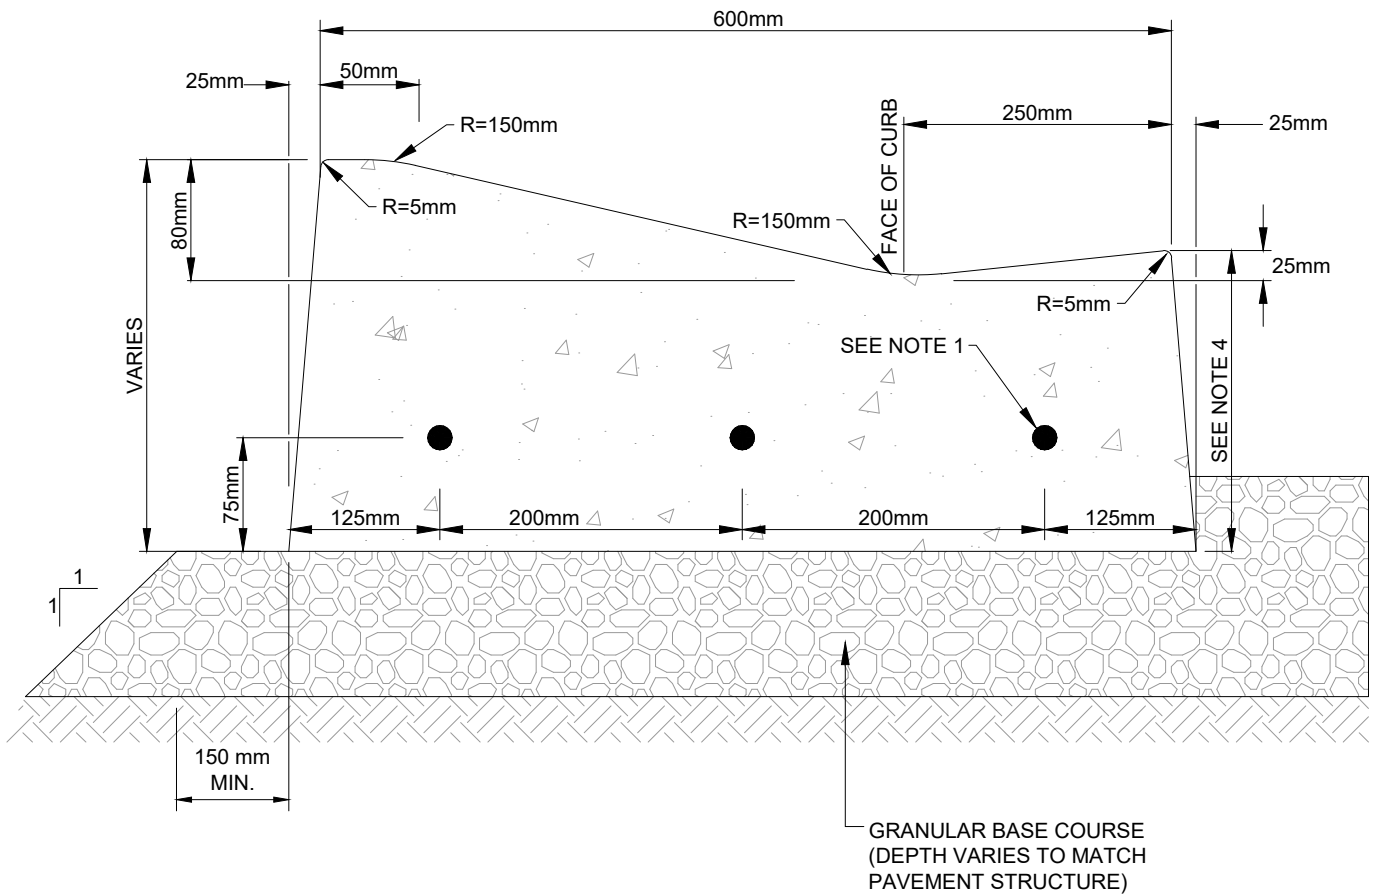 600mm
25mm
50mm
R=150mm
FACE OF CURB
250mm
25mm
R=5mm
80mm
R=150mm
25mm
R=5mm
VARIES
SEE NOTE 1
SEE NOTE 4
75mm
125mm
200mm
200mm
125mm
1
1
150 mm
MIN.
GRANULAR BASE COURSE
(DEPTH VARIES TO MATCH
PAVEMENT STRUCTURE)